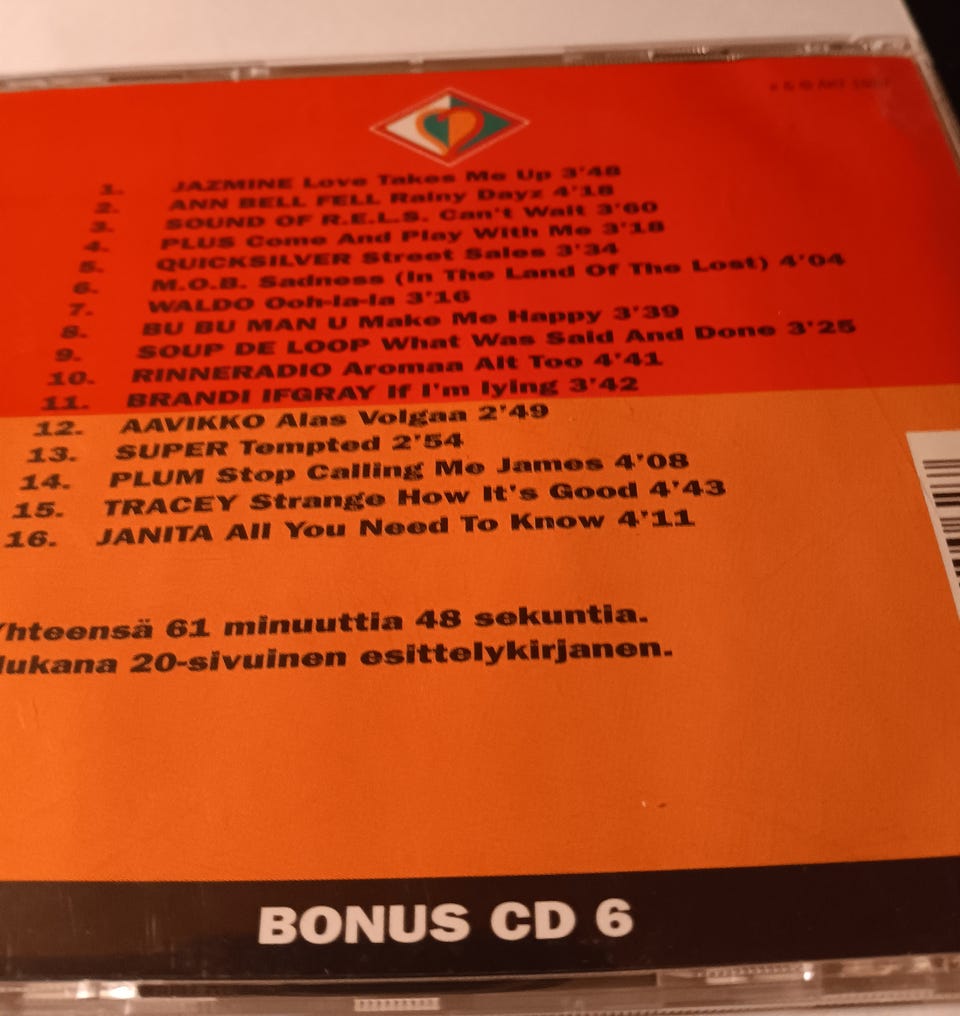 1. JAZMINE Love Takes Me Up 3'48
2. ANN BELL FELL Rainy Dayz 4'18
3. SOUND OF R.E.L.S. Can't Wait 3'50
4. PLUS Come And Play With Me 3'18
5. QUICKSILVER Street Sales 3'34
6. M.O.B. Sadness (In The Land Of The Lost) 4'04
7. WALDO Ooh-la-la 3'16
8. BU BU MAN U Make Me Happy 3'39
9. SOUP DE LOOP What Was Said And Done 3'25
10. RINNERADIO Aromaa Alt Too 4'41
11. BRANDI IFGRAY If I'm lying 3'42
12. AAVIKKO Alas Volgaa 2'49
13. SUPER Tempted 2'54
14. PLUM Stop Calling Me James 4'08
15. TRACEY Strange How It's Good 4'43
16. JANITA All You Need To Know 4'11
Yhteensä 61 minuuttia 48 sekuntia.
Mukana 20-sivuinen esittelykirjanen.
BONUS CD 6